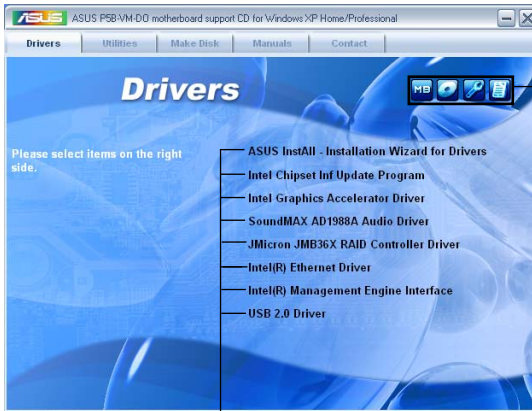 ASUS ASUS P5B-VM-DO motherboard support CD for Windows XP Home/Professional
Drivers Utilities Make Disk Manuals Contact
Drivers
MB
Please select items on the right
side.
ASUS InstAll - Installation Wizard for Drivers
Intel Chipset Inf Update Program
Intel Graphics Accelerator Driver
SoundMAX AD1988A Audio Driver
JMicron JMB36X RAID Controller Driver
Intel(R) Ethernet Driver
Intel(R) Management Engine Interface
USB 2.0 Driver